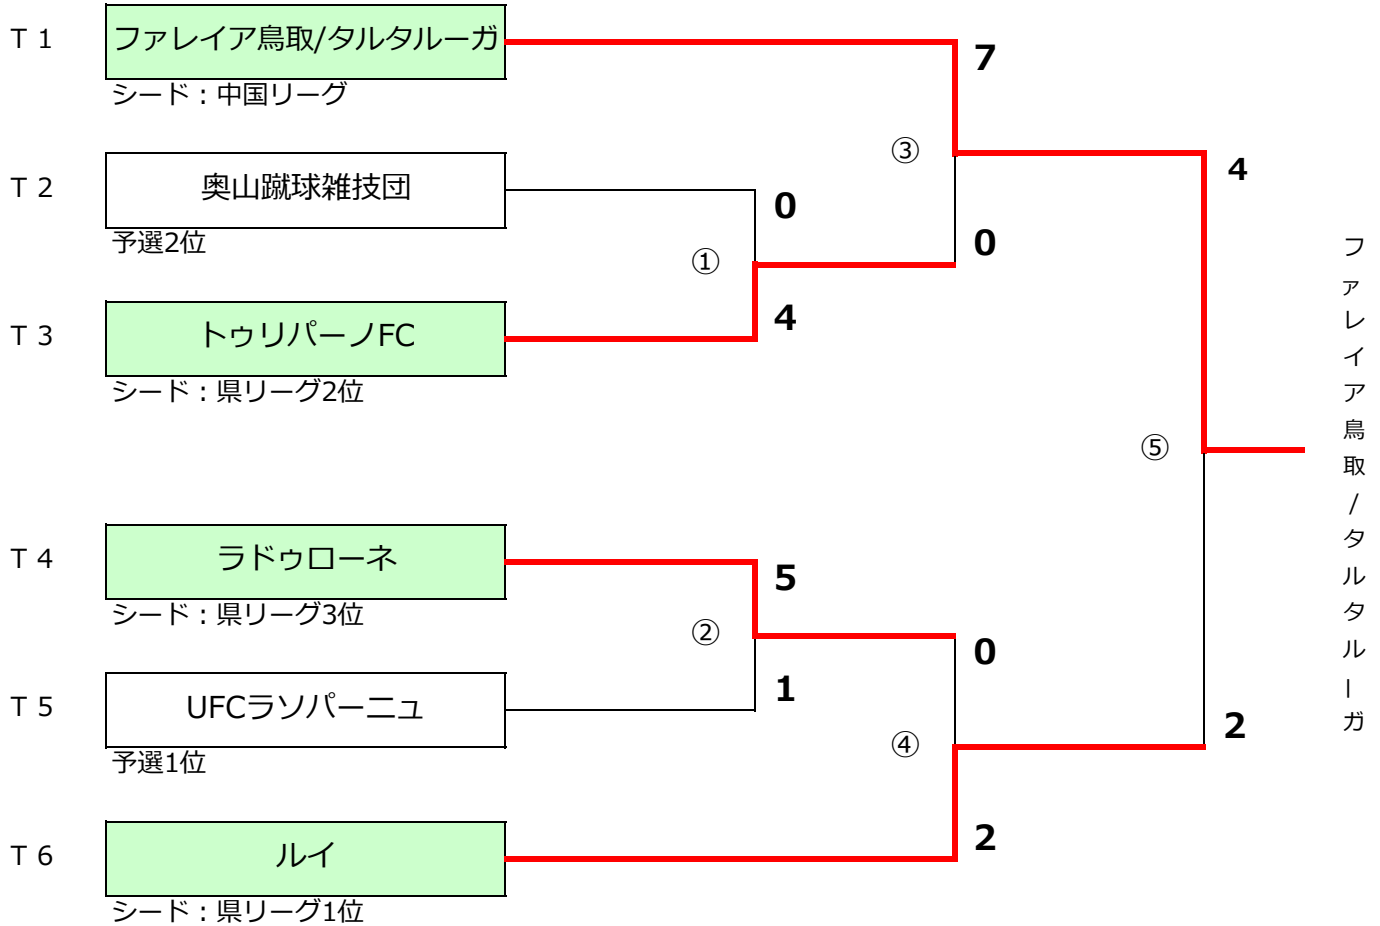 T 1
ファレイア鳥取/タルタルーガ
シード：中国リーグ
7
③
4
T 2
奥山蹴球雑技団
予選2位
0
①
0
T 3
トゥリパーノFC
シード：県リーグ2位
4
⑤
ファレイア鳥取/タルタルーガ
T 4
ラドゥローネ
シード：県リーグ3位
5
②
0
T 5
UFCラソパーニュ
予選1位
1
④
2
T 6
ルイ
シード：県リーグ1位
2